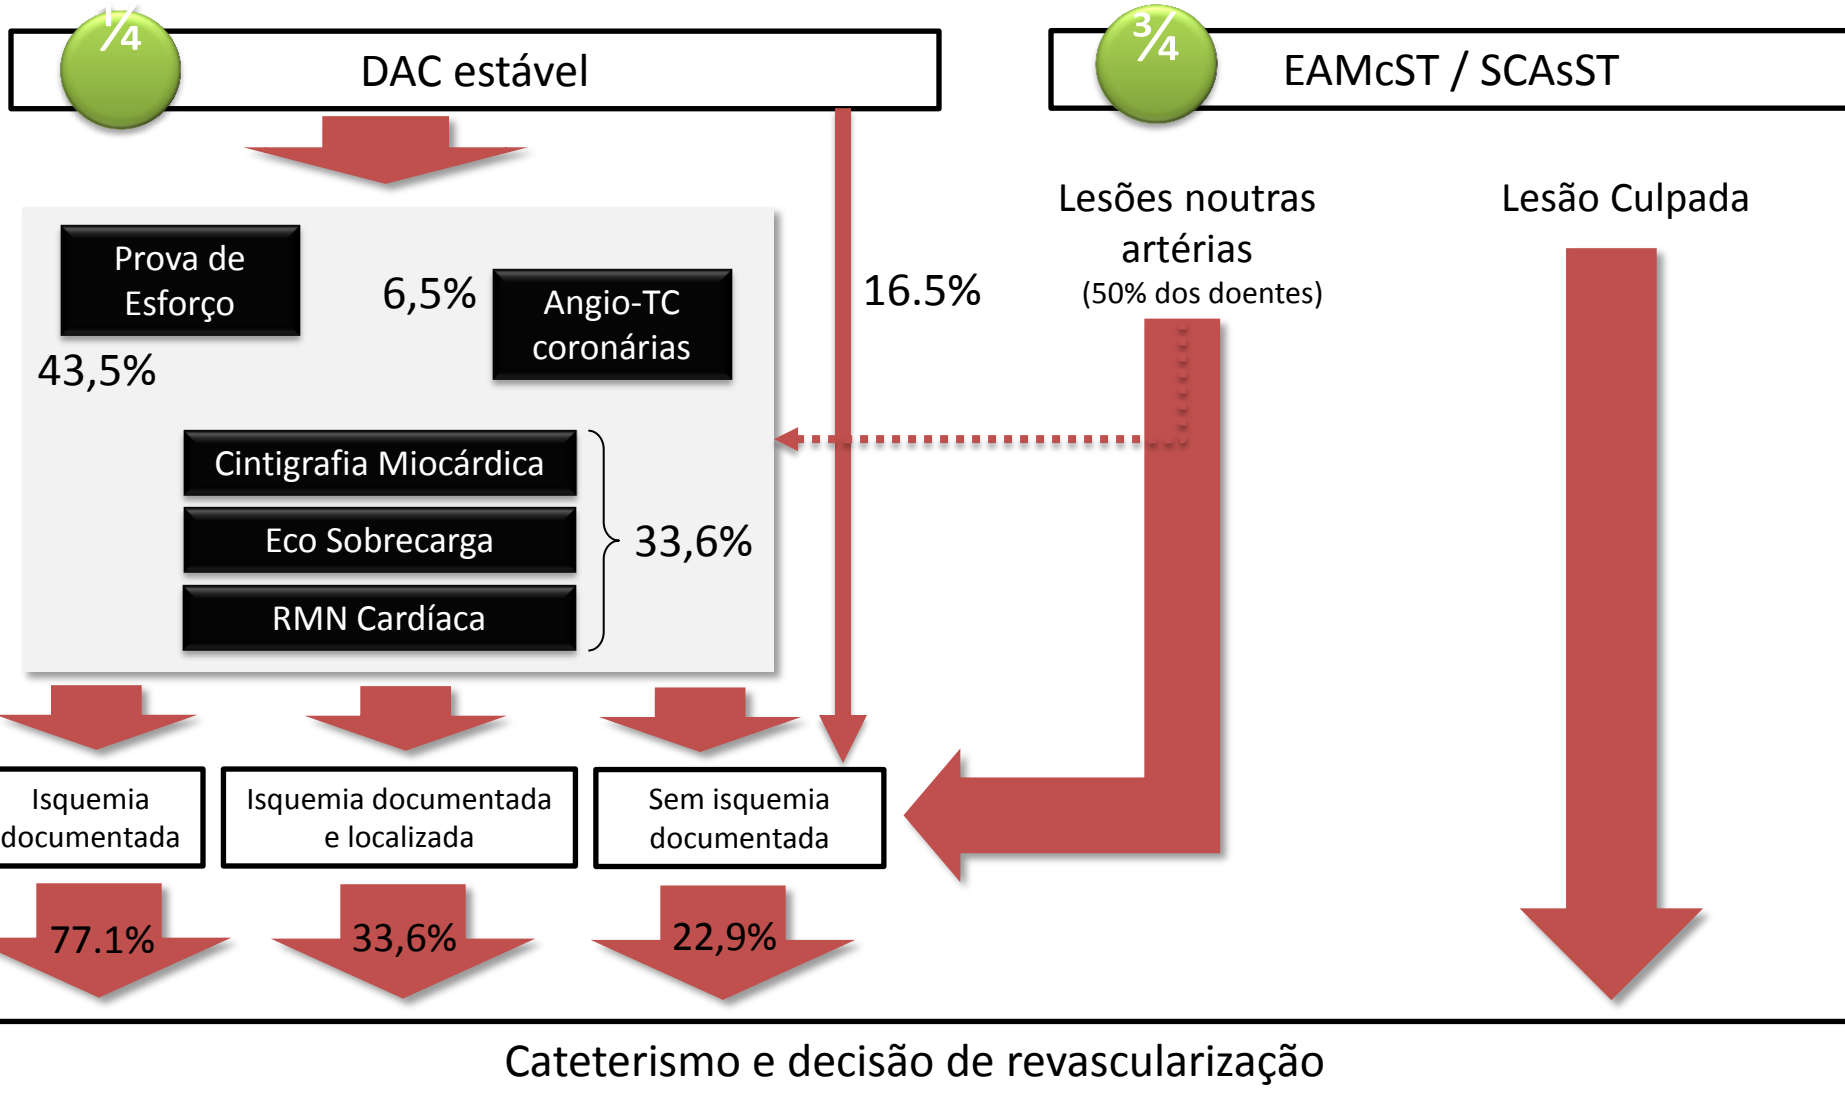 ¼
DAC estável
¾
EAMcST / SCAsST
Prova de
Esforço
43,5%
6,5%
Angio-TC
coronárias
16.5%
Lesões noutras
artérias
(50% dos doentes)
Lesão Culpada
Cintigrafia Miocárdica
Eco Sobrecarga
RMN Cardíaca
33,6%
Isquemia
documentada
Isquemia documentada
e localizada
Sem isquemia
documentada
77.1%
33,6%
22,9%
Cateterismo e decisão de revascularização